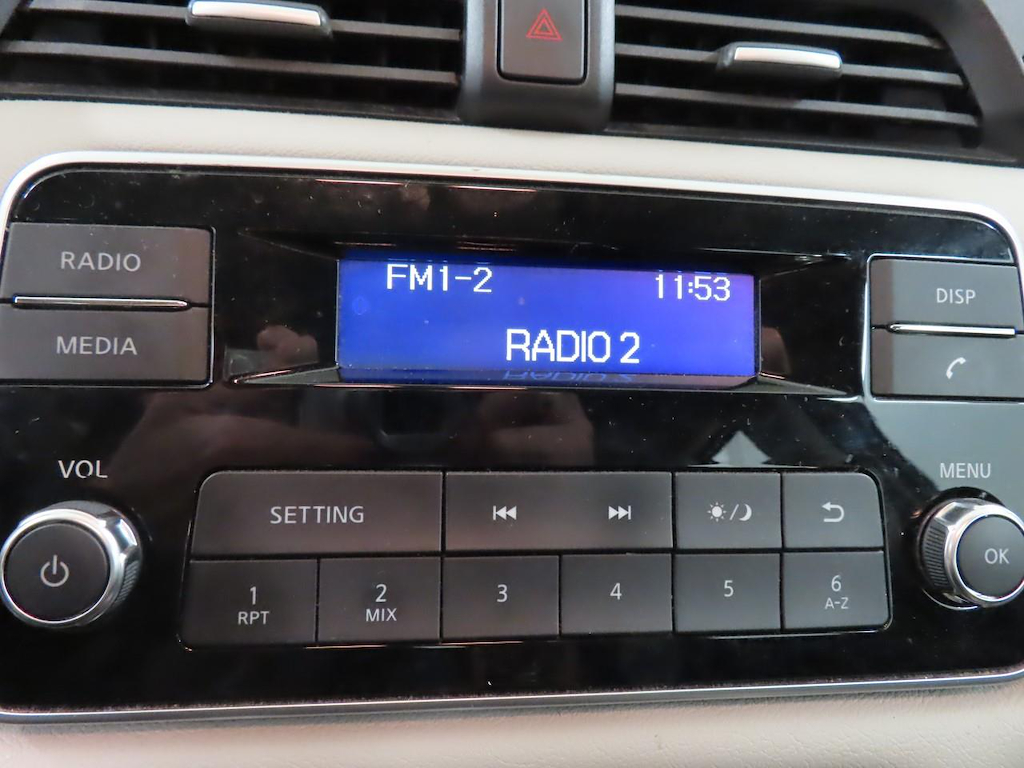 RADIO
MEDIA
FM1-2 11:53
RADIO 2
DISP
VOL
MENU
SETTING
OK
1 2 3 4 5 6
RPT MIX A-Z